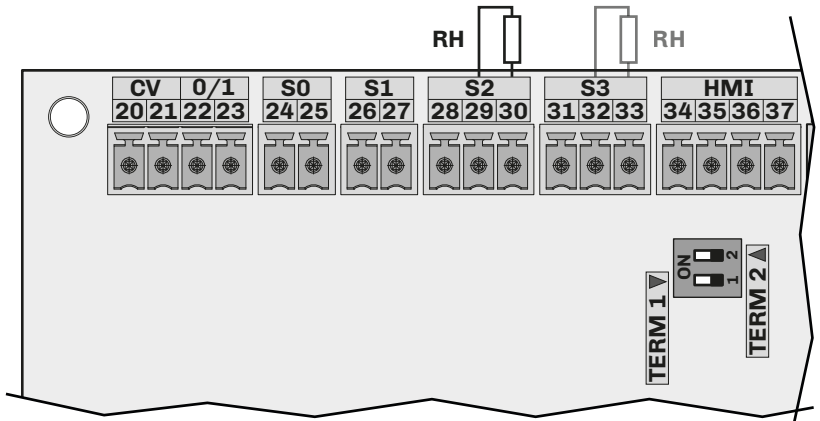 RH RH
CV 0/1 S0 S1 S2 S3 HMI
20 21 22 23 24 25 26 27 28 29 30 31 32 33 34 35 36 37
ON
2
1
TERM 1
TERM 2